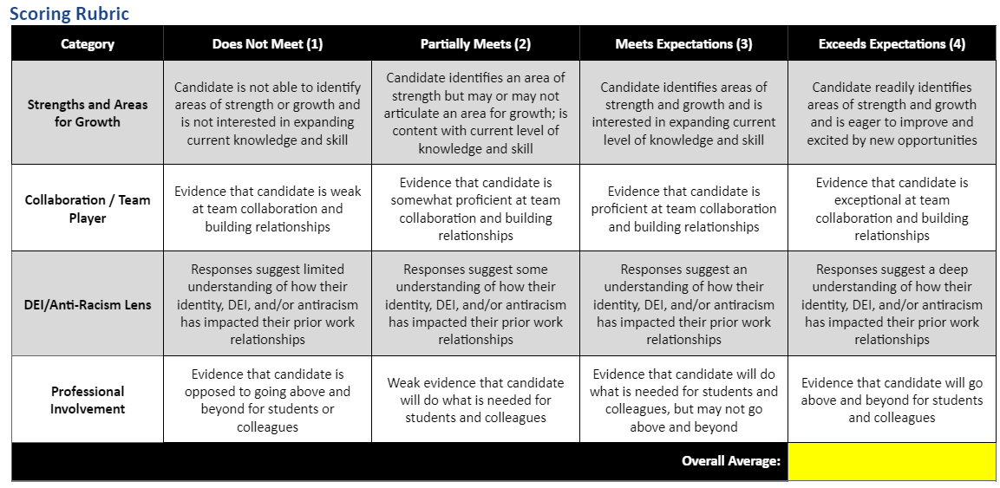 Scoring Rubric
Category
Does Not Meet (1)
Partially Meets (2)
Meets Expectations (3)
Exceeds Expectations (4)
Strengths and Areas
for Growth
Candidate is not able to identify
areas of strength or growth and
is not interested in expanding
current knowledge and skill
Candidate identifies an area of
strength but may or may not
articulate an area for growth; is
content with current level of
knowledge and skill
Candidate identifies areas of
strength and growth and is
interested in expanding current
level of knowledge and skill
Candidate readily identifies
areas of strength and growth
and is eager to improve and
excited by new opportunities
Collaboration / Team
Player
Evidence that candidate is weak
at team collaboration and
building relationships
Evidence that candidate is
somewhat proficient at team
collaboration and building
relationships
Evidence that candidate is
proficient at team collaboration
and building relationships
Evidence that candidate is
exceptional at team
collaboration and building
relationships
DEI/Anti-Racism Lens
Responses suggest limited
understanding of how their
identity, DEI, and/or antiracism
has impacted their prior work
relationships
Responses suggest some
understanding of how their
identity, DEI, and/or antiracism
has impacted their prior work
relationships
Responses suggest an
understanding of how their
identity, DEI, and/or antiracism
has impacted their prior work
relationships
Responses suggest a deep
understanding of how their
identity, DEI, and/or antiracism
has impacted their prior work
relationships
Professional
Involvement
Evidence that candidate is
opposed to going above and
beyond for students or
colleagues
Weak evidence that candidate
will do what is needed for
students and colleagues
Evidence that candidate will do
what is needed for students and
colleagues, but may not go
above and beyond
Evidence that candidate will go
above and beyond for students
and colleagues
Overall Average: